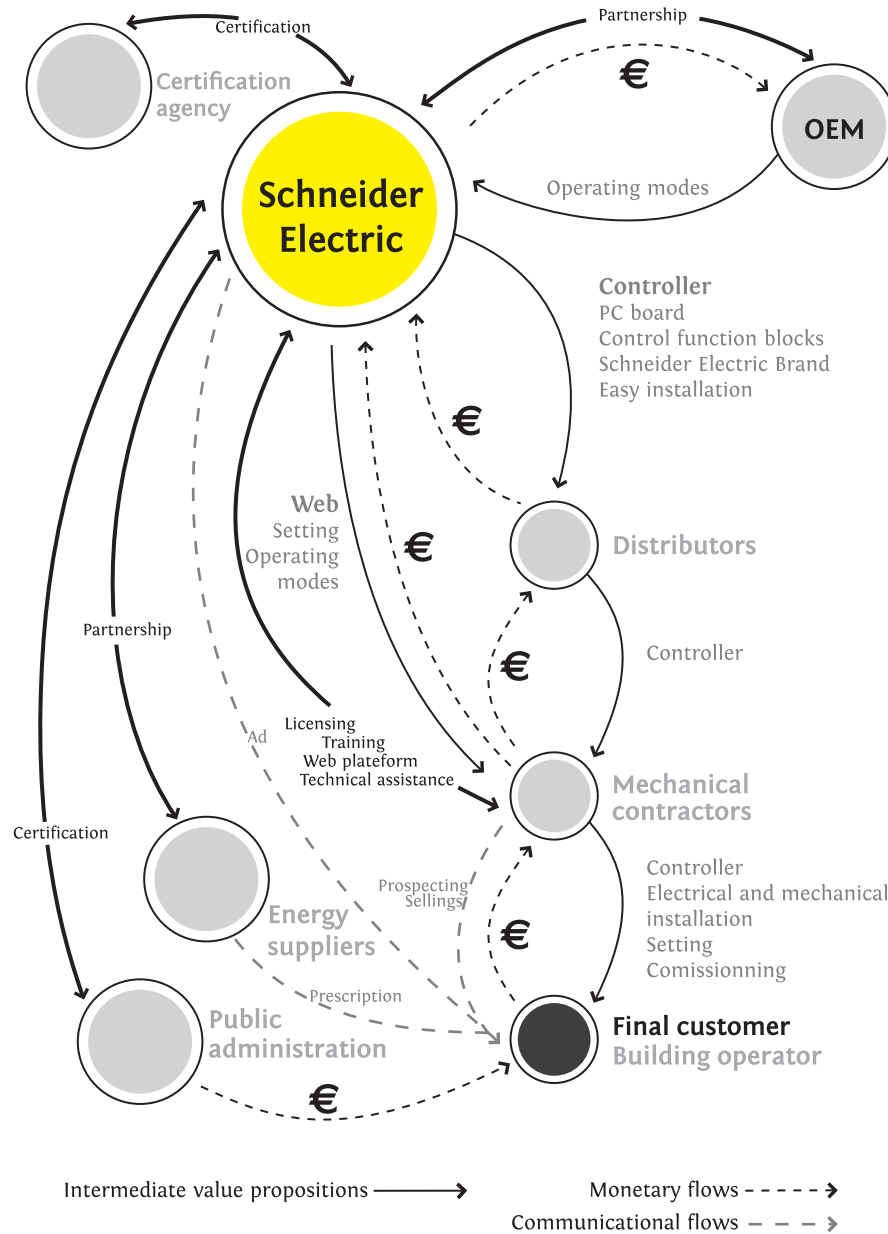 Certification
Partnership
€
Certification
agency
OEM
Schneider
Electric
Operating modes
Controller
PC board
Control function blocks
Schneider Electric Brand
Easy installation
€
Web
Setting
Operating
modes
€
Distributors
Partnership
€
Controller
Licensing
Training
Web plateform
Technical assistance
Ad
Mechanical
contractors
Certification
Controller
Electrical and mechanical
installation
Setting
Comissionning
Prospecting
Sellings
€
Energy
suppliers
Prescription
Public
administration
Final customer
Building operator
€
Intermediate value propositions
Monetary flows
Communicational flows